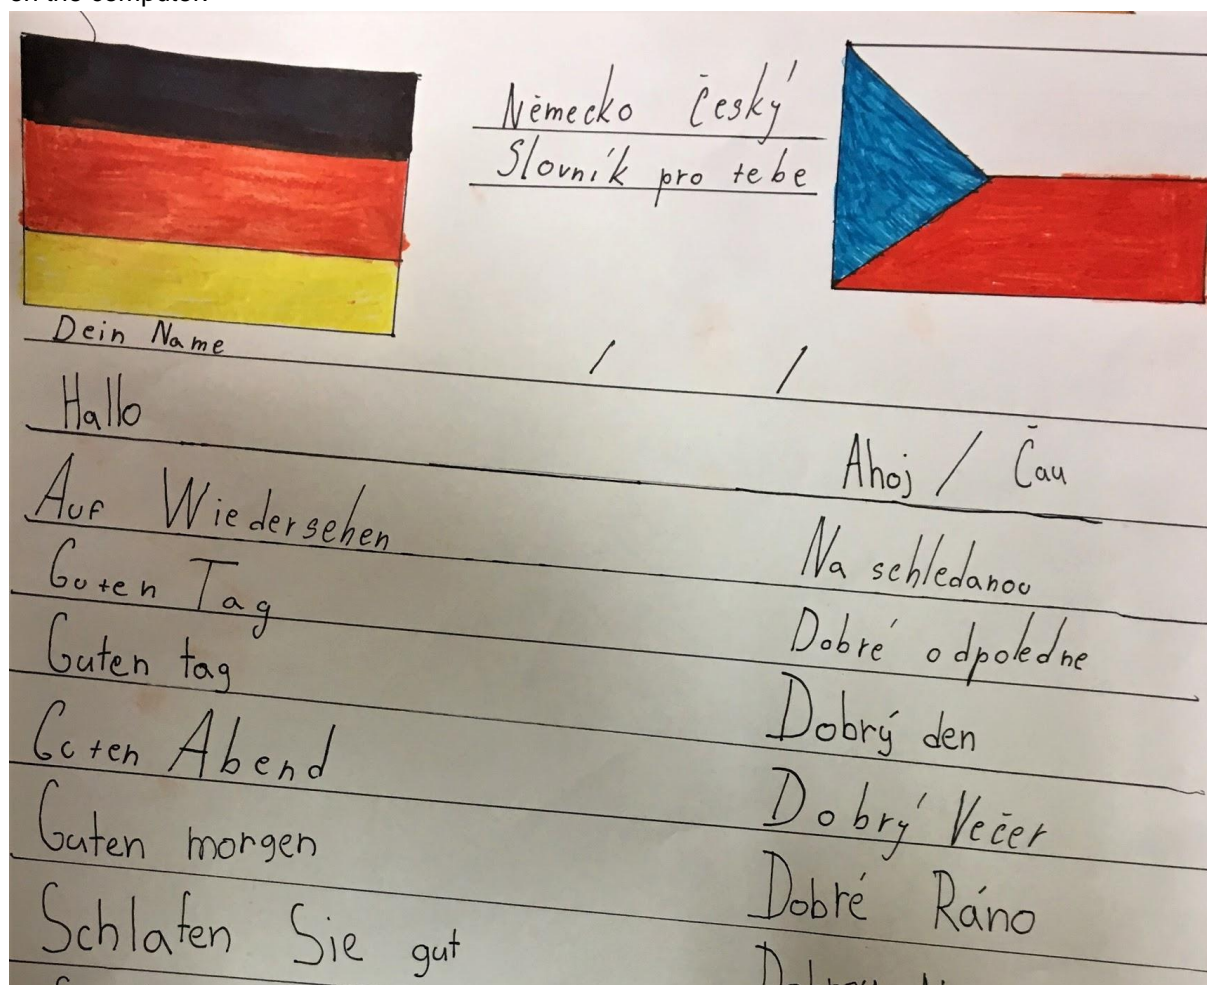 Německo Český
Slovník pro tebe
Dein Name / /
Hallo Ahoj / Čau
Auf Wiedersehen Na schledanou
Guten Tag Dobré odpoledne
Guten tag Dobrý den
Guten Abend Dobrý Večer
Guten morgen Dobré Ráno
Schlafen Sie gut